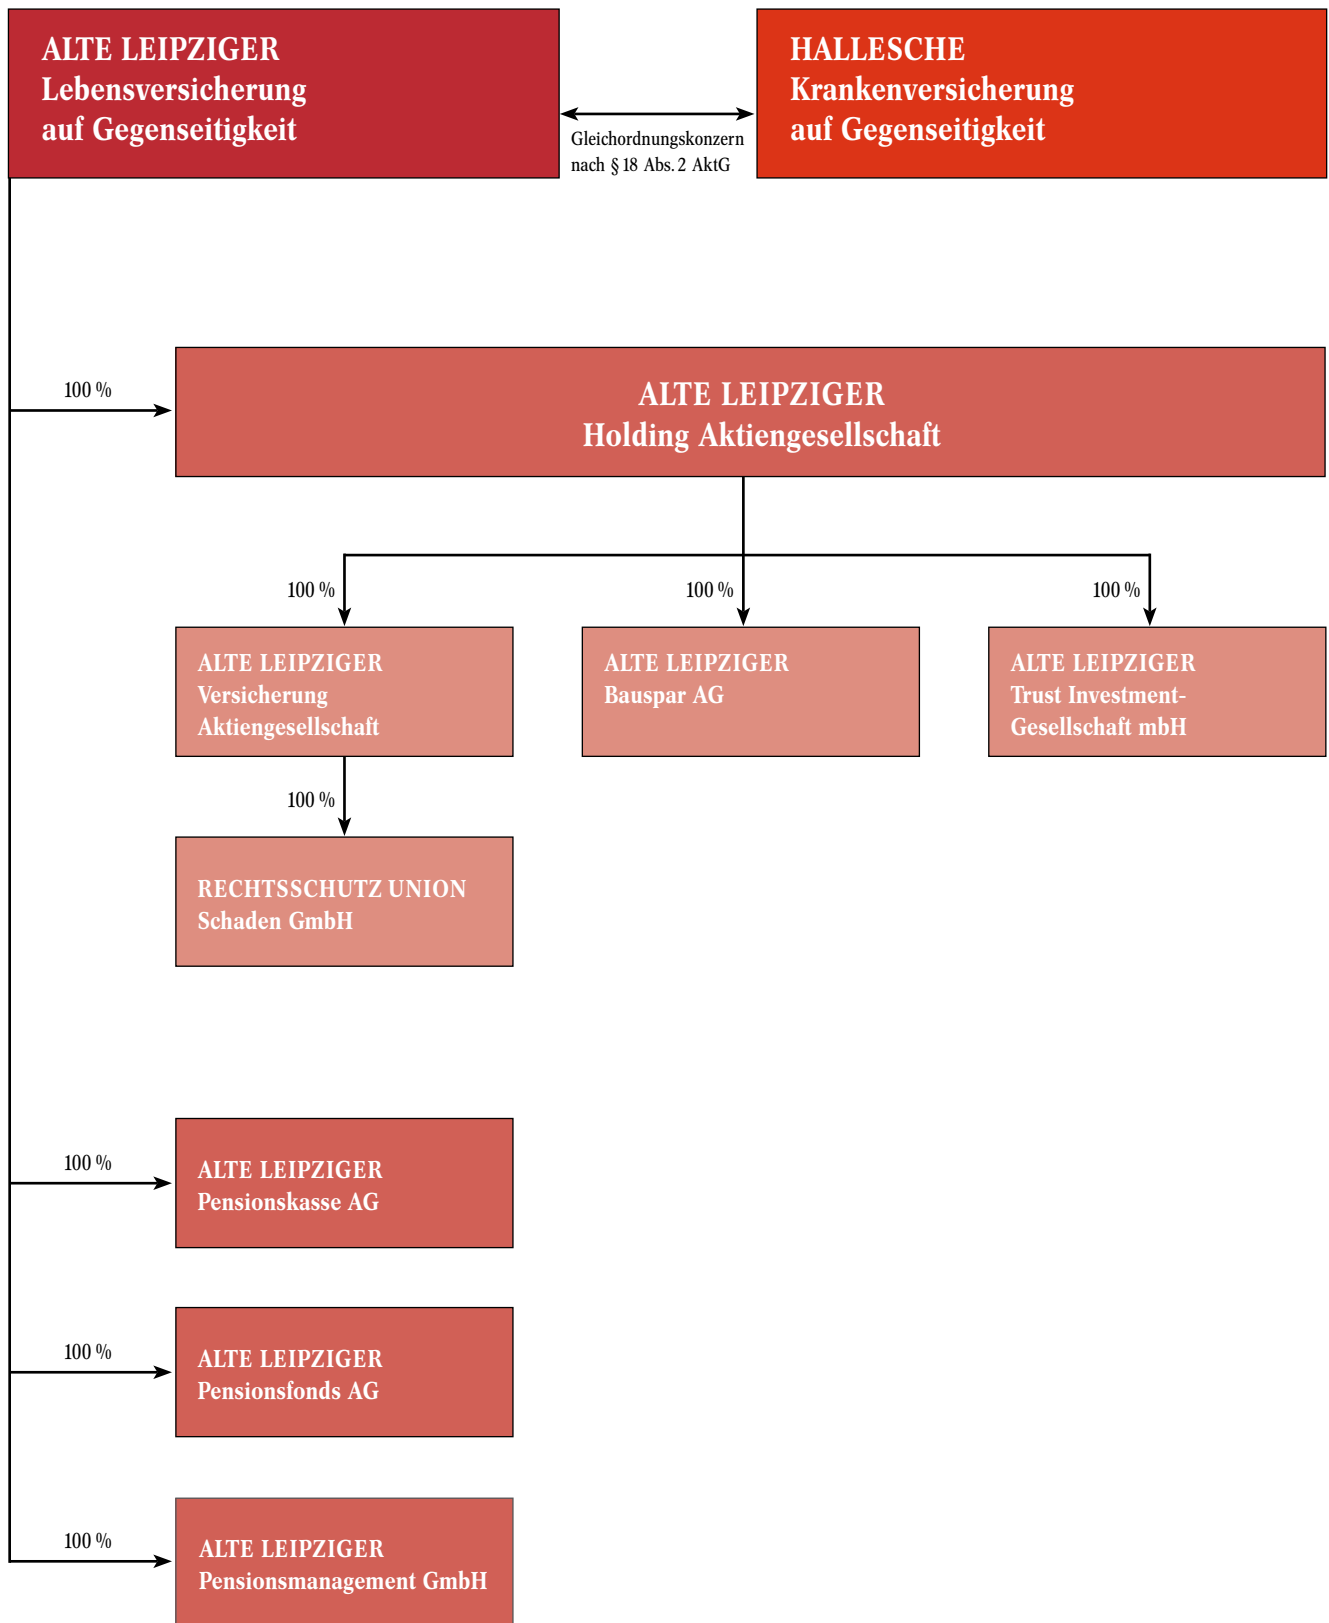 ALTE LEIPZIGER
Lebensversicherung
auf Gegenseitigkeit
Gleichordnungskonzern
nach § 18 Abs. 2 AktG
HALLESCHE
Krankenversicherung
auf Gegenseitigkeit
100 %
ALTE LEIPZIGER
Holding Aktiengesellschaft
100 %
100 %
100 %
ALTE LEIPZIGER
Versicherung
Aktiengesellschaft
ALTE LEIPZIGER
Bauspar AG
ALTE LEIPZIGER
Trust Investment-
Gesellschaft mbH
100 %
RECHTSSCHUTZ UNION
Schaden GmbH
100 %
ALTE LEIPZIGER
Pensionskasse AG
100 %
ALTE LEIPZIGER
Pensionsfonds AG
100 %
ALTE LEIPZIGER
Pensionsmanagement GmbH